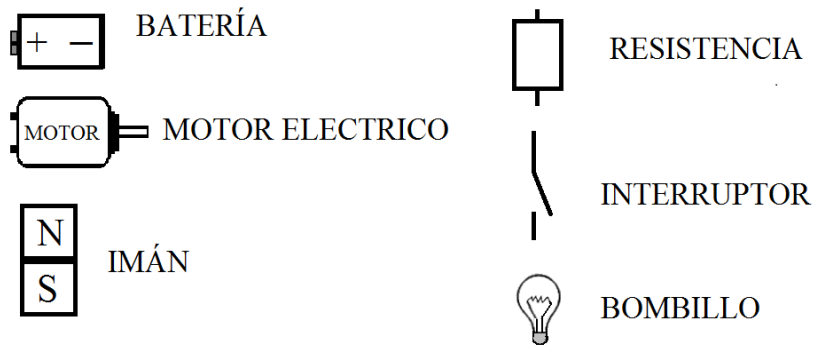 + −
BATERÍA
MOTOR
MOTOR ELECTRICO
N
S
IMÁN
RESISTENCIA
INTERRUPTOR
BOMBILLO